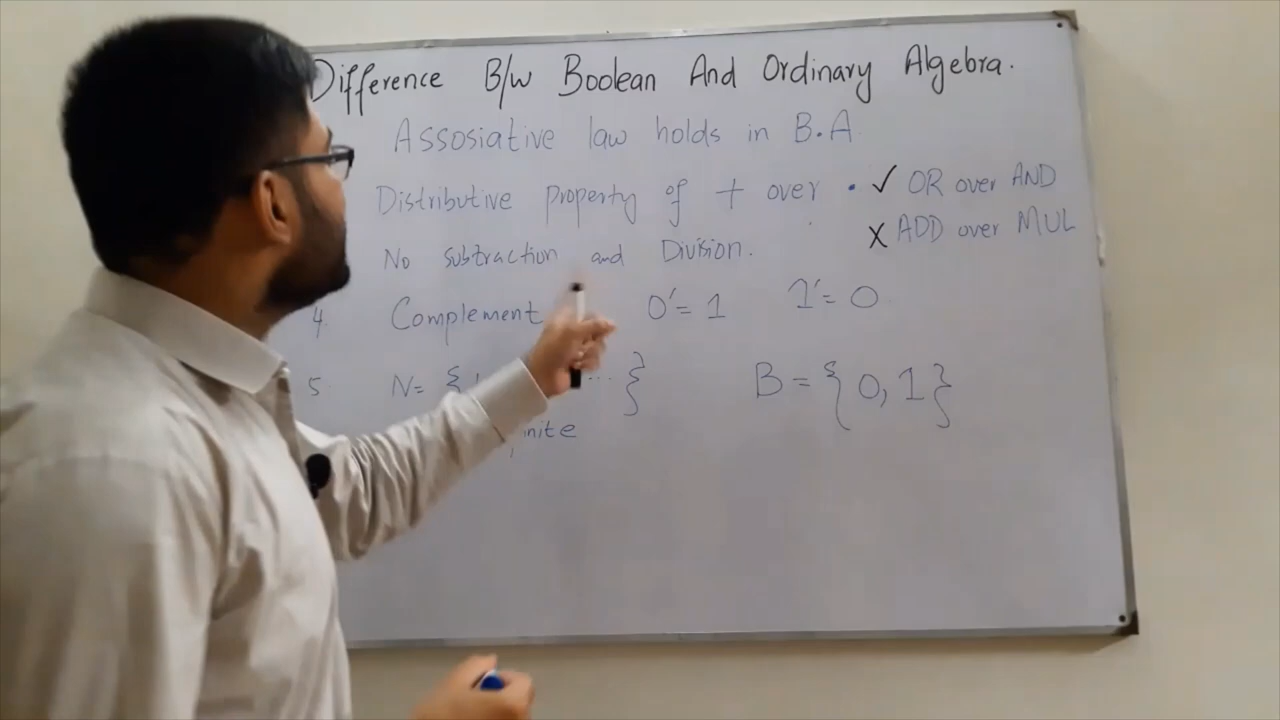 Difference B/w Boolean And Ordinary Algebra.
Assosiative law holds in B.A
Distributive property of + over • ✓ OR over AND
X ADD over MUL
No subtraction and Division.
4 Complement 0'= 1 1'= 0
5 N= { ... } B = {0, 1}